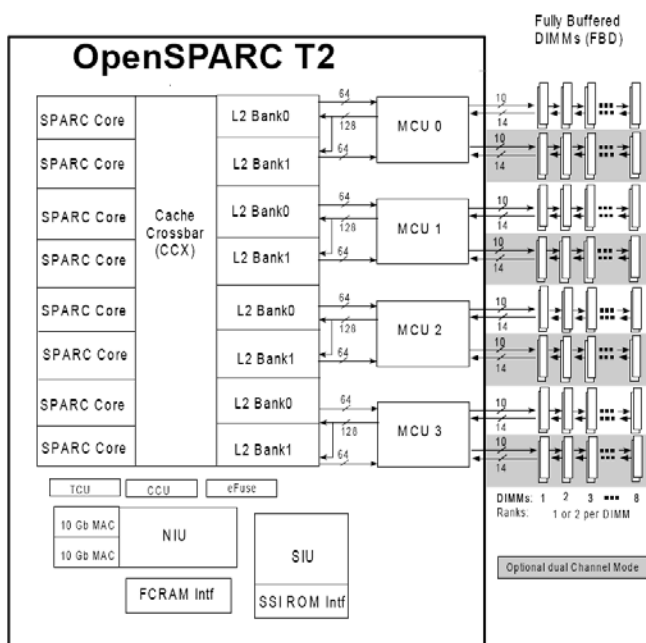 Fully Buffered
DIMMs (FBD)
OpenSPARC T2
SPARC Core
SPARC Core
SPARC Core
SPARC Core
SPARC Core
SPARC Core
SPARC Core
SPARC Core
Cache
Crossbar
(CCX)
L2 Bank0
L2 Bank1
L2 Bank0
L2 Bank1
L2 Bank0
L2 Bank1
L2 Bank0
L2 Bank1
64
128
64
64
128
64
64
128
64
64
128
64
MCU 0
MCU 1
MCU 2
MCU 3
10
14
10
14
10
14
10
14
10
14
10
14
10
14
10
14
DIMMs: 1 2 3 8
Ranks: 1 or 2 per DIMM
Optional dual Channel Mode
TCU
CCU
eFuse
10 Gb MAC
10 Gb MAC
NIU
FCRAM Intf
SIU
SSI ROM Intf